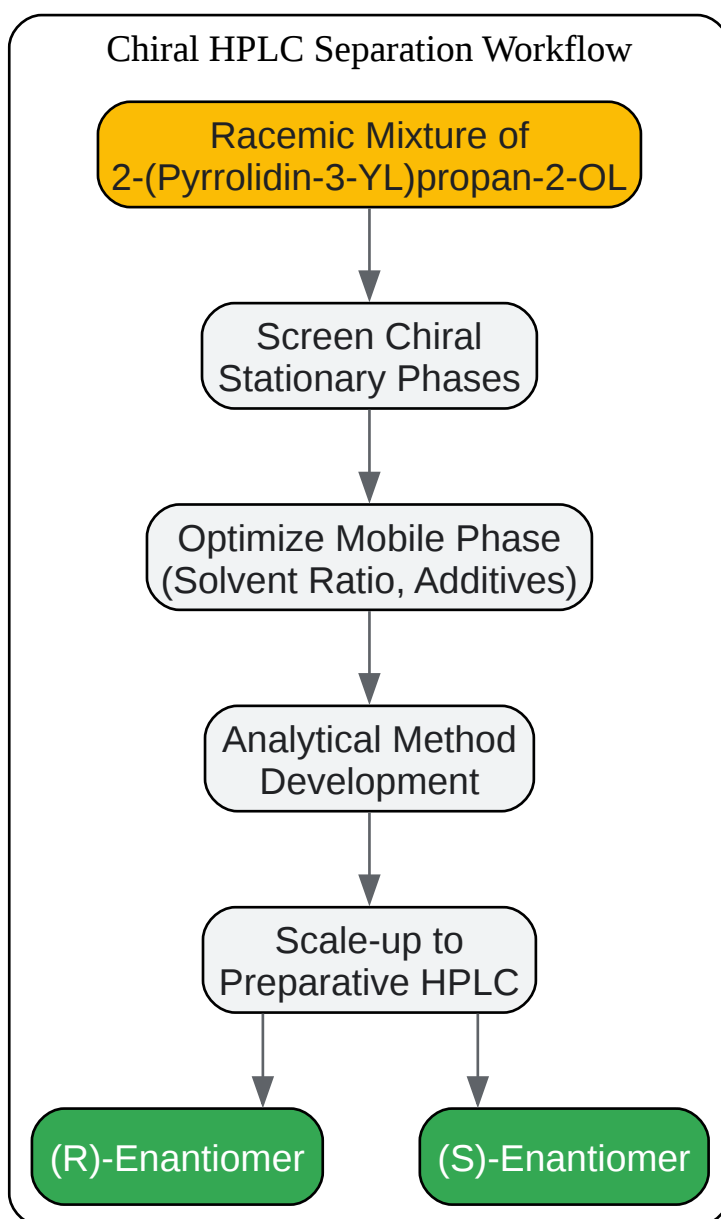 Chiral HPLC Separation Workflow
Racemic Mixture of
2-(Pyrrolidin-3-YL)propan-2-OL
Screen Chiral
Stationary Phases
Optimize Mobile Phase
(Solvent Ratio, Additives)
Analytical Method
Development
Scale-up to
Preparative HPLC
(R)-Enantiomer
(S)-Enantiomer